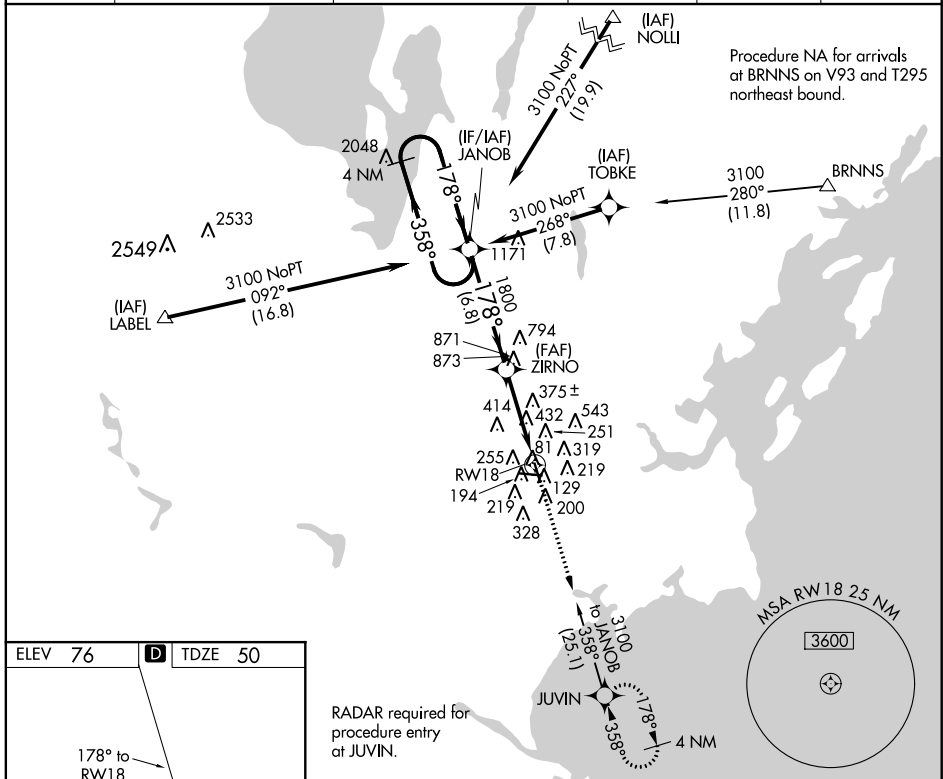 (IAF)
NOLLI
Procedure NA for arrivals
at BRNNS on V93 and T295
northeast bound.
3100 NoPT
227°
(19.9)
2048
4 NM
(IF/IAF)
JANOB
178°
358°
(IAF)
TOBKE
3100 NoPT
268°
(7.8)
3100
280°
(11.8)
BRNNS
2549
2533
1171
3100 NoPT
092°
(16.8)
(IAF)
LABEL
1800
178°
(6.8)
871
873
794
(FAF)
ZIRNO
375 ±
414
432
543
251
255
81
319
RW18
219
194
129
219
200
328
3100
to JANOB
358°
(25.1)
MSA RW18 25 NM
3600
JUVIN
178°
358°
4 NM
RADAR required for
procedure entry
at JUVIN.
ELEV 76 D TDZE 50
178° to
RW18